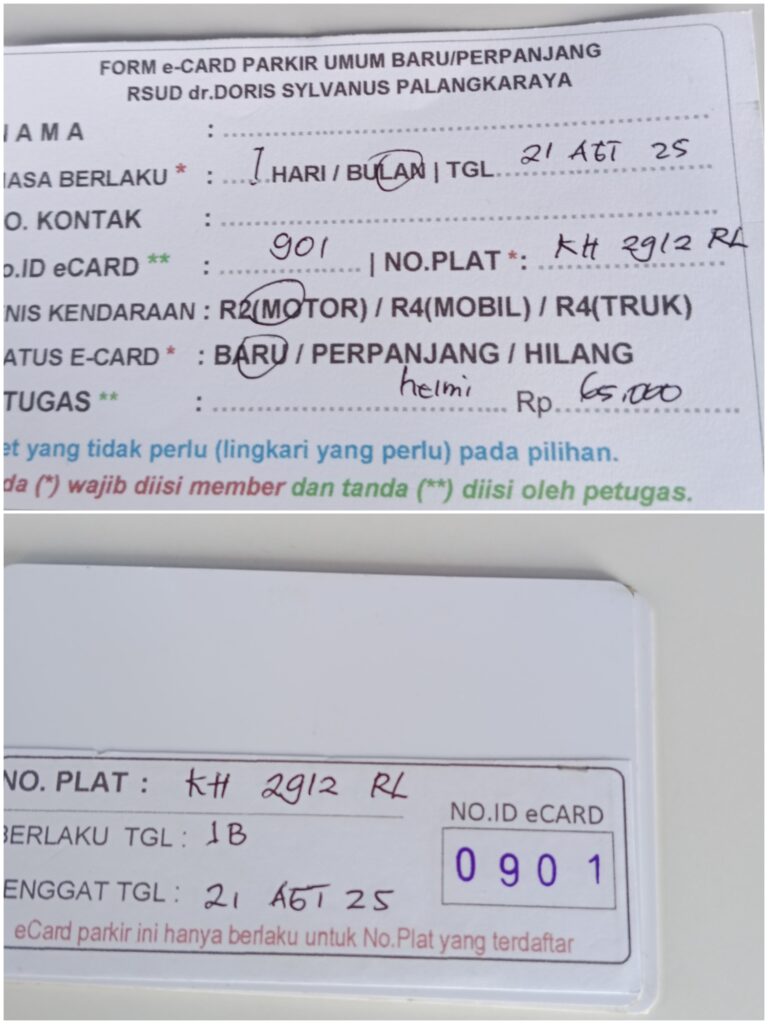 FORM e-CARD PARKIR UMUM BARU/PERPANJANG
RSUD dr.DORIS SYLVANUS PALANGKARAYA
NAMA :
ASA BERLAKU * : 1 HARI / BULAN | TGL 21 AGT 25
O. KONTAK :
o.ID eCARD ** : 901 | NO.PLAT *: KH 2912 RL
NIS KENDARAAN : R2(MOTOR) / R4(MOBIL) / R4(TRUK)
ATUS E-CARD * : BARU / PERPANJANG / HILANG
TUGAS ** : helmi Rp. 65.000
et yang tidak perlu (lingkari yang perlu) pada pilihan.
da (*) wajib diisi member dan tanda (**) diisi oleh petugas.
NO. PLAT : KH 2912 RL
NO.ID eCARD
BERLAKU TGL : 1B
0901
ENGGAT TGL : 21 AGT 25
eCard parkir ini hanya berlaku untuk No.Plat yang terdaftar